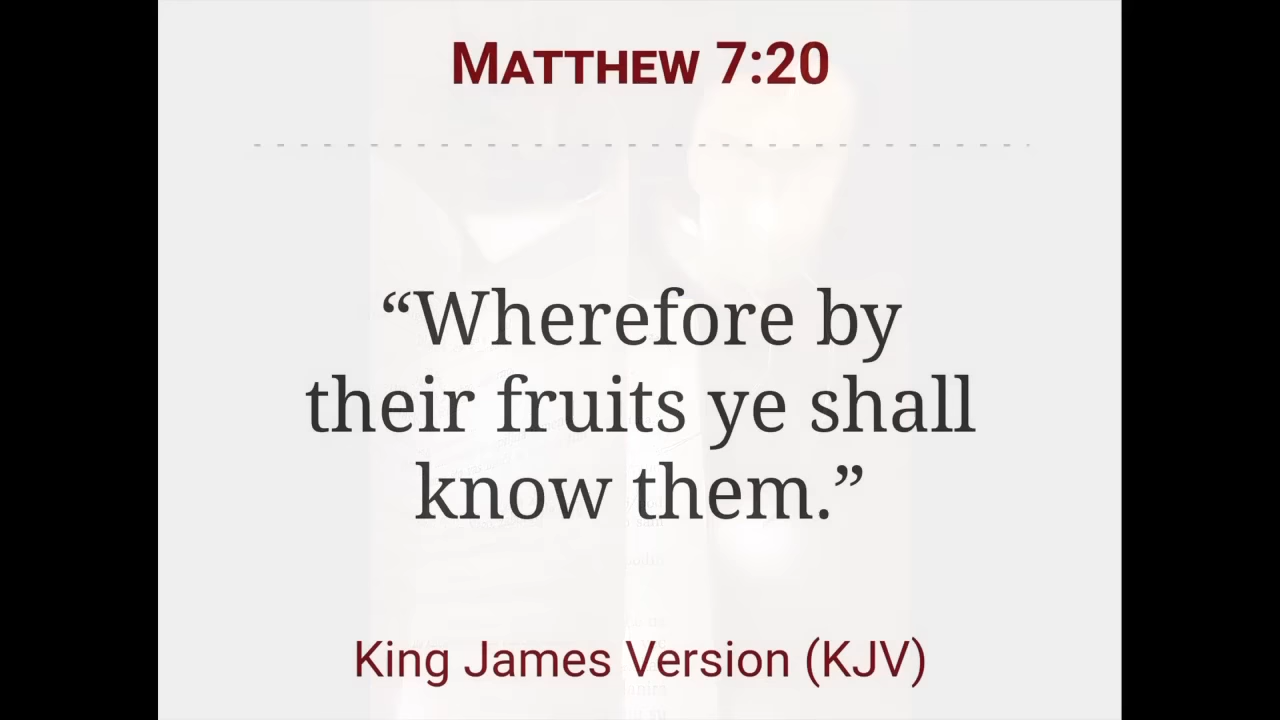 MATTHEW 7:20
“Wherefore by
their fruits ye shall
know them.”
King James Version (KJV)